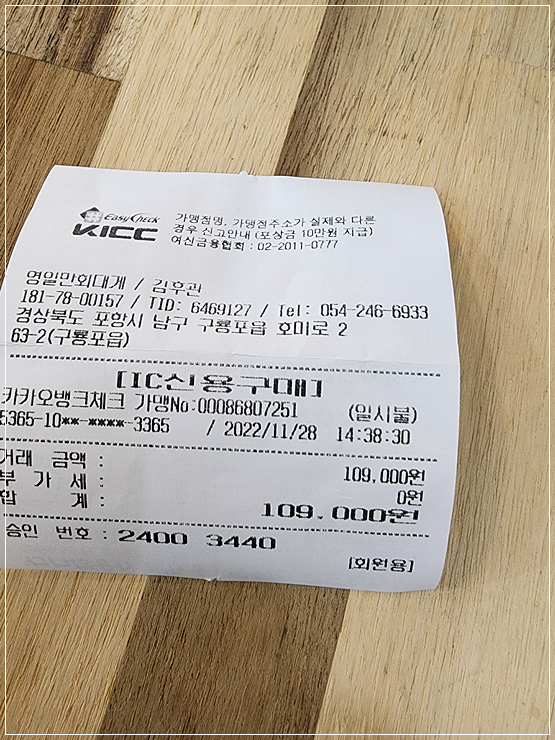 EasyCheck
KICC
가맹점명, 가맹점주소가 실제와 다른
경우 신고안내 (포상금 10만원 지급)
여신금융협회 : 02-2011-0777
영일만회대게 / 김후관
181-78-00157 / TID: 6469127 / Tel: 054-246-6933
경상북도 포항시 남구 구룡포읍 호미로 2
63-2(구룡포읍)
[IC신용구매]
카카오뱅크체크 가맹No:00086807251 (일시불)
5365-10**-****-3365 / 2022/11/28 14:38:30
거래 금액 : 109,000원
부 가 세 : 0원
합 계 : 109,000원
승인 번호 : 2400 3440
[회원용]